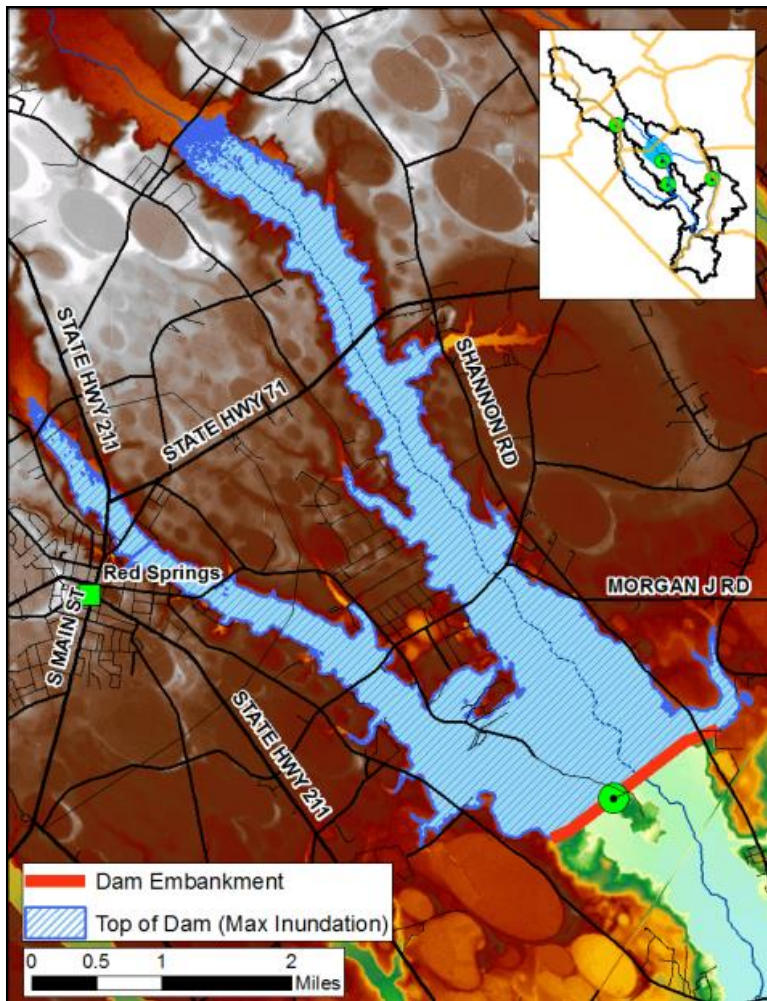 STATE HWY 211
STATE HWY 71
SHANNON RD
Red Springs
MORGAN J RD
S MAIN ST
STATE HWY 211
Dam Embankment
Top of Dam (Max Inundation)
0 0.5 1 2
Miles